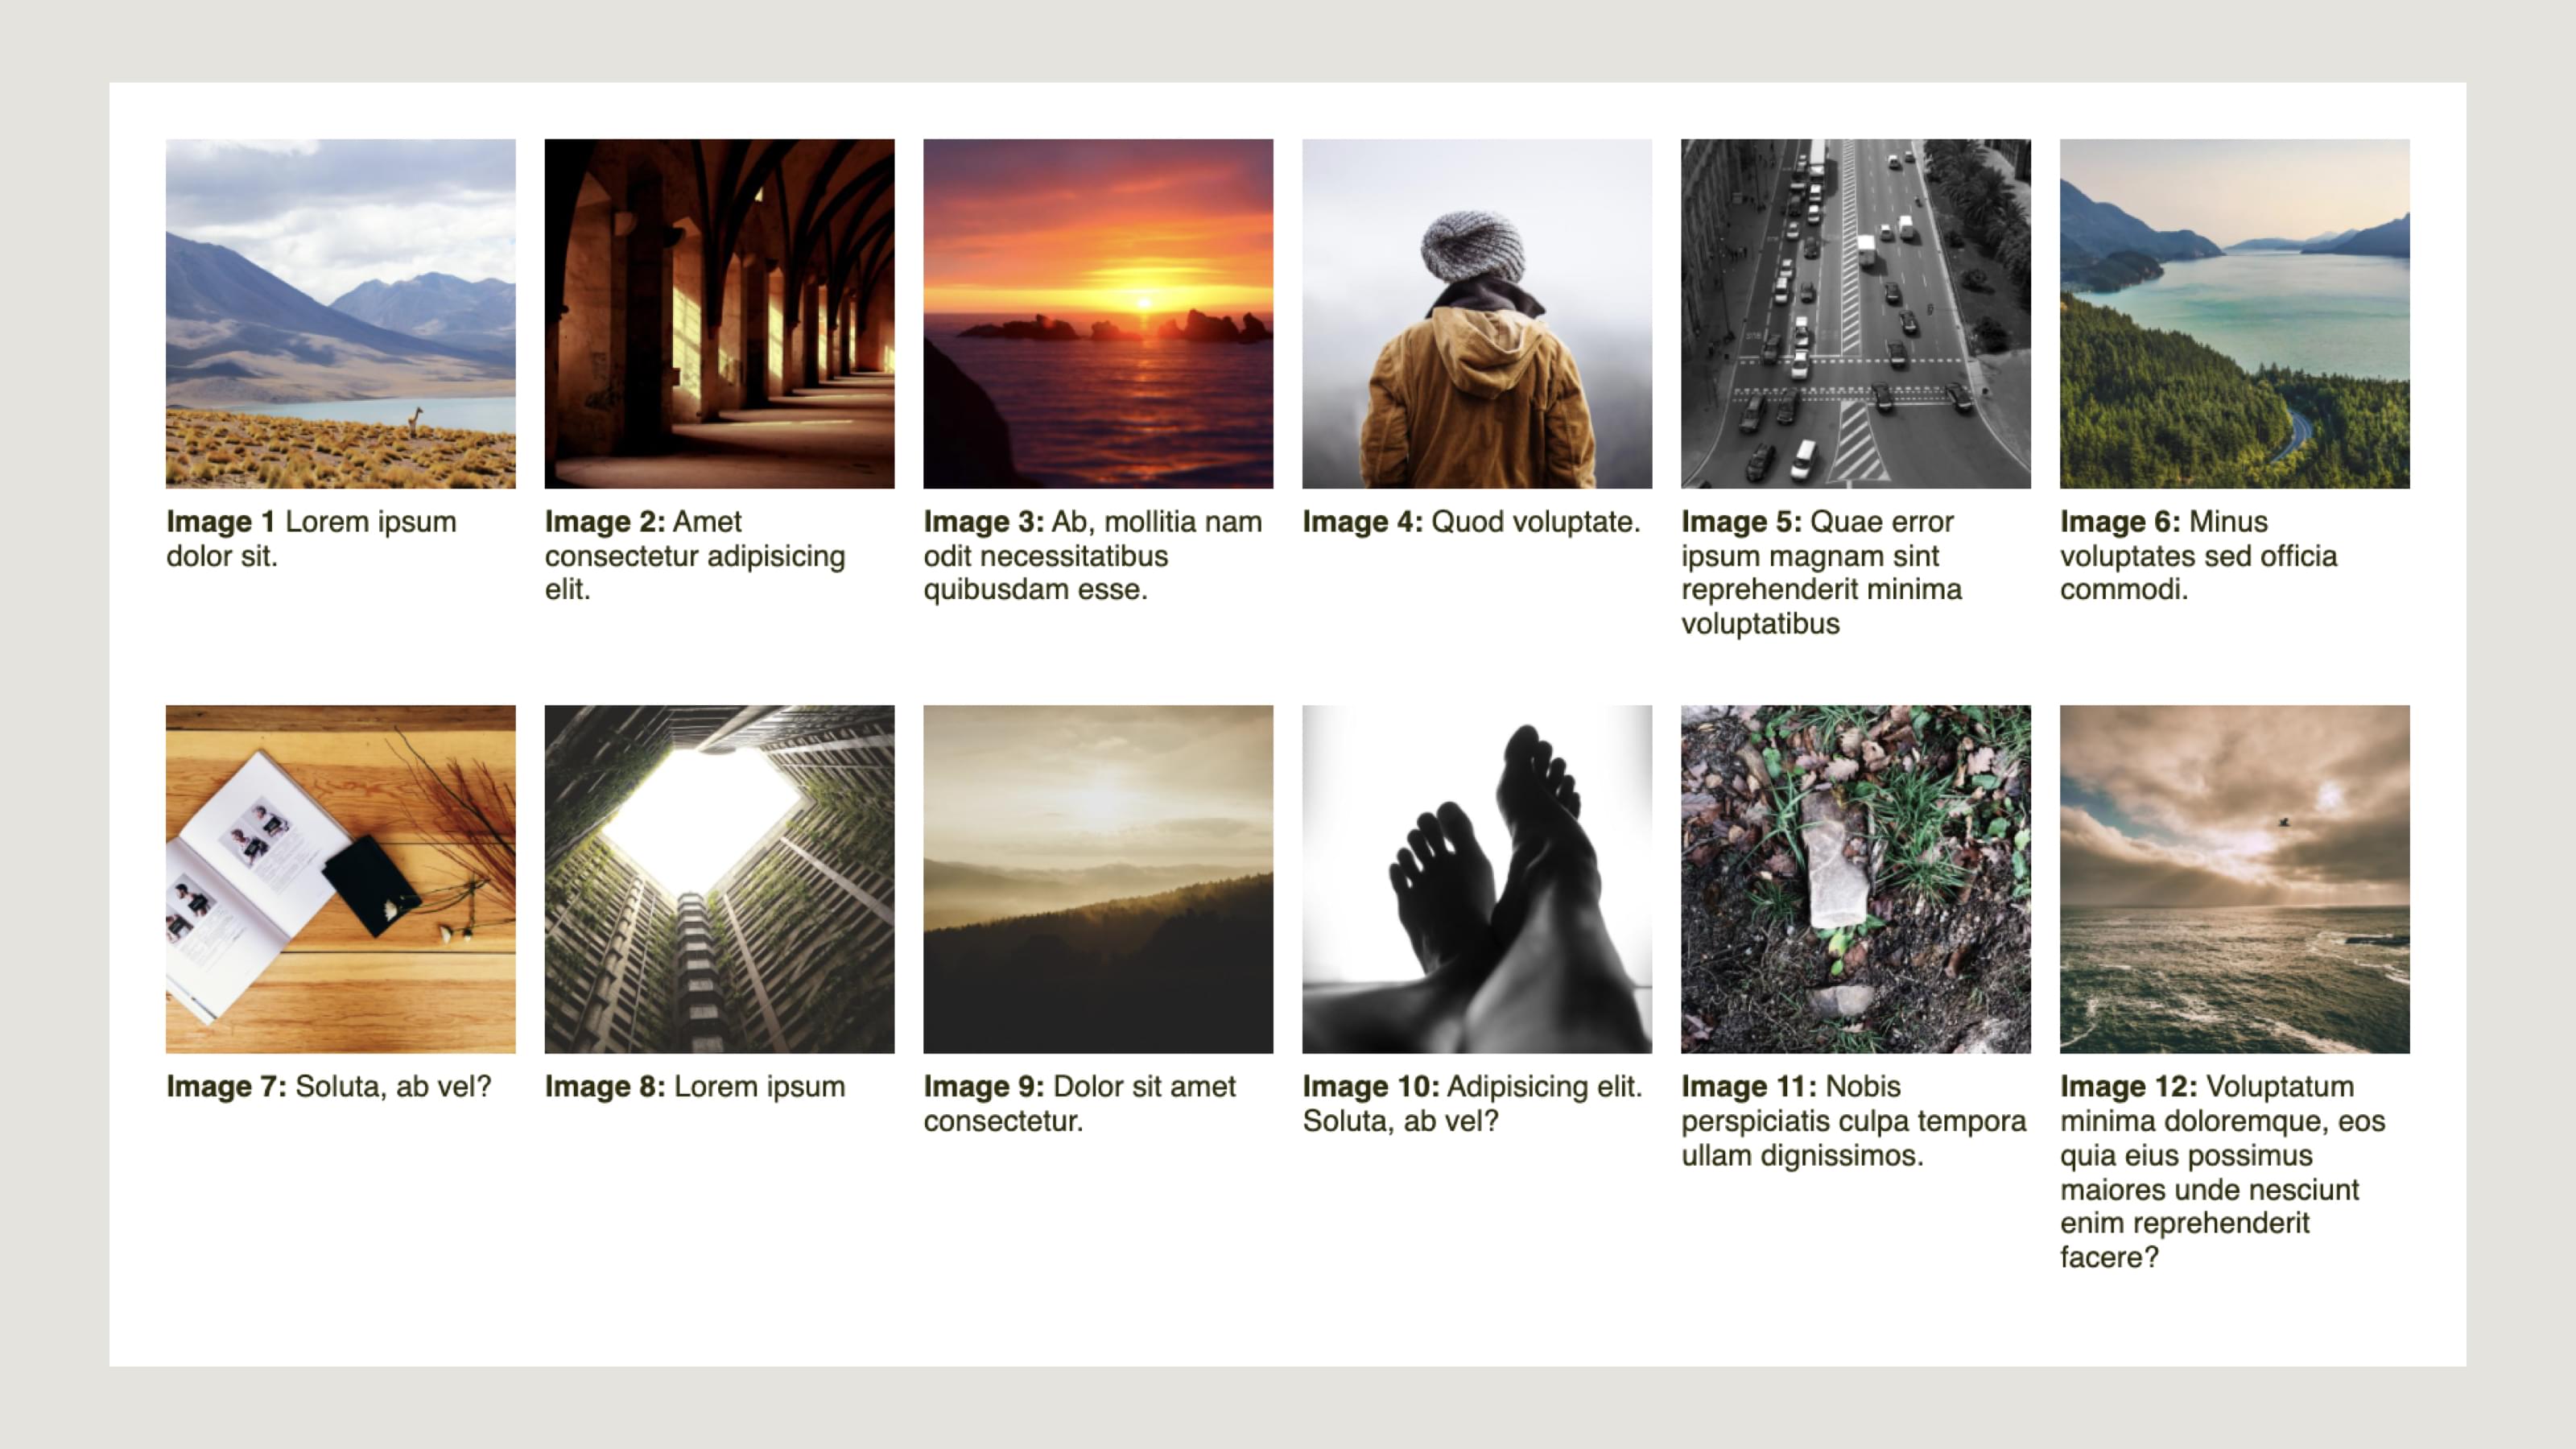 Image 1 Lorem ipsum
dolor sit.
Image 2: Amet
consectetur adipisicing
elit.
Image 3: Ab, mollitia nam
odit necessitatibus
quibusdam esse.
Image 4: Quod voluptate.
Image 5: Quae error
ipsum magnam sint
reprehenderit minima
voluptatibus
Image 6: Minus
voluptates sed officia
commodi.
Image 7: Soluta, ab vel?
Image 8: Lorem ipsum
Image 9: Dolor sit amet
consectetur.
Image 10: Adipisicing elit.
Soluta, ab vel?
Image 11: Nobis
perspiciatis culpa tempora
ullam dignissimos.
Image 12: Voluptatum
minima doloremque, eos
quia eius possimus
maiores unde nesciunt
enim reprehenderit
facere?